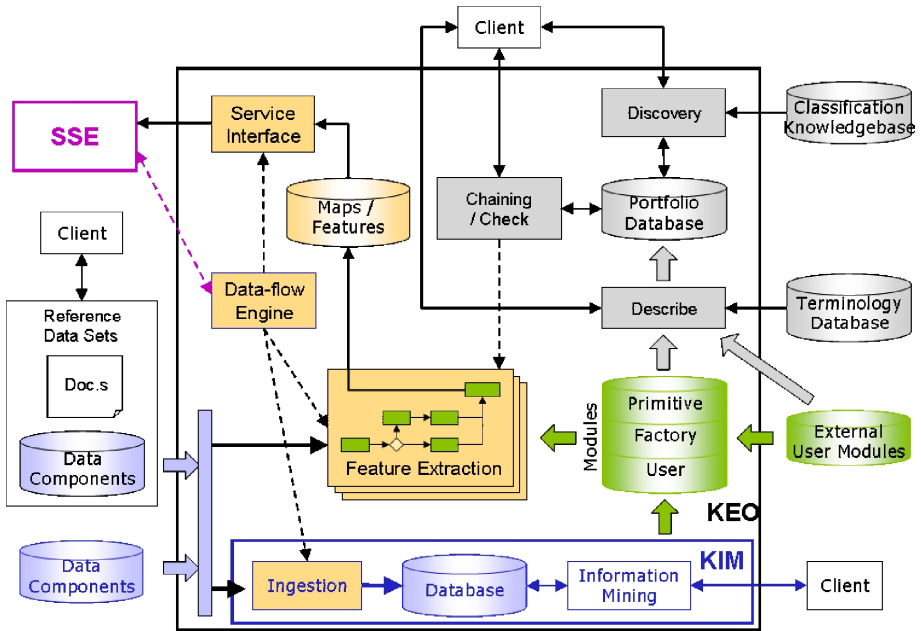 Client
Service
Interface
Discovery
Classification
Knowledgebase
SSE
Maps /
Features
Chaining
/ Check
Portfolio
Database
Client
Data-flow
Engine
Describe
Terminology
Database
Reference
Data Sets
Doc.s
Data
Components
Feature Extraction
Modules
Primitive
Factory
User
External
User Modules
KEO
Data
Components
Ingestion
Database
Information
Mining
KIM
Client